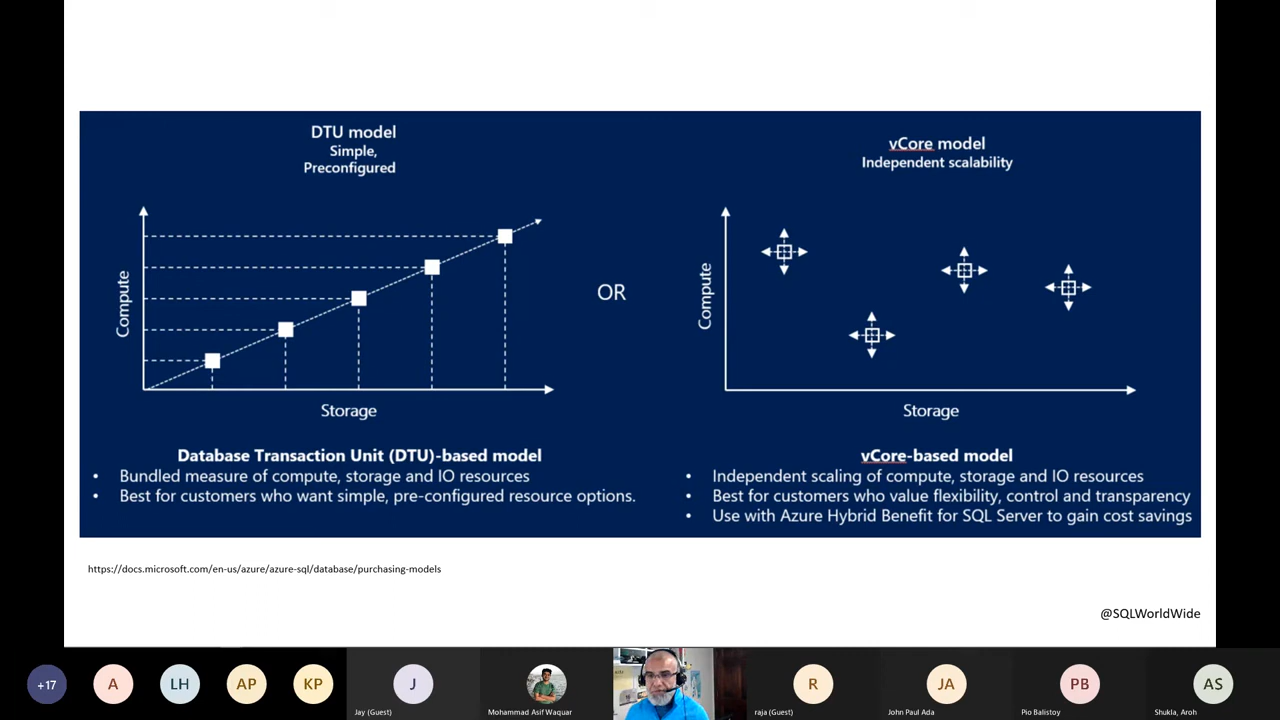 DTU model
Simple,
Preconfigured
Compute
Storage
Database Transaction Unit (DTU)-based model
• Bundled measure of compute, storage and IO resources
• Best for customers who want simple, pre-configured resource options.
OR
vCore model
Independent scalability
Compute
Storage
vCore-based model
• Independent scaling of compute, storage and IO resources
• Best for customers who value flexibility, control and transparency
• Use with Azure Hybrid Benefit for SQL Server to gain cost savings
https://docs.microsoft.com/en-us/azure/azure-sql/database/purchasing-models
@SQLWorldWide
+17
A
LH
AP
KP
J
Jay (Guest)
Mohammad Asif Waquar
R
raja (Guest)
JA
John Paul Ada
PB
Pio Balistoy
AS
Shukla, Aroh